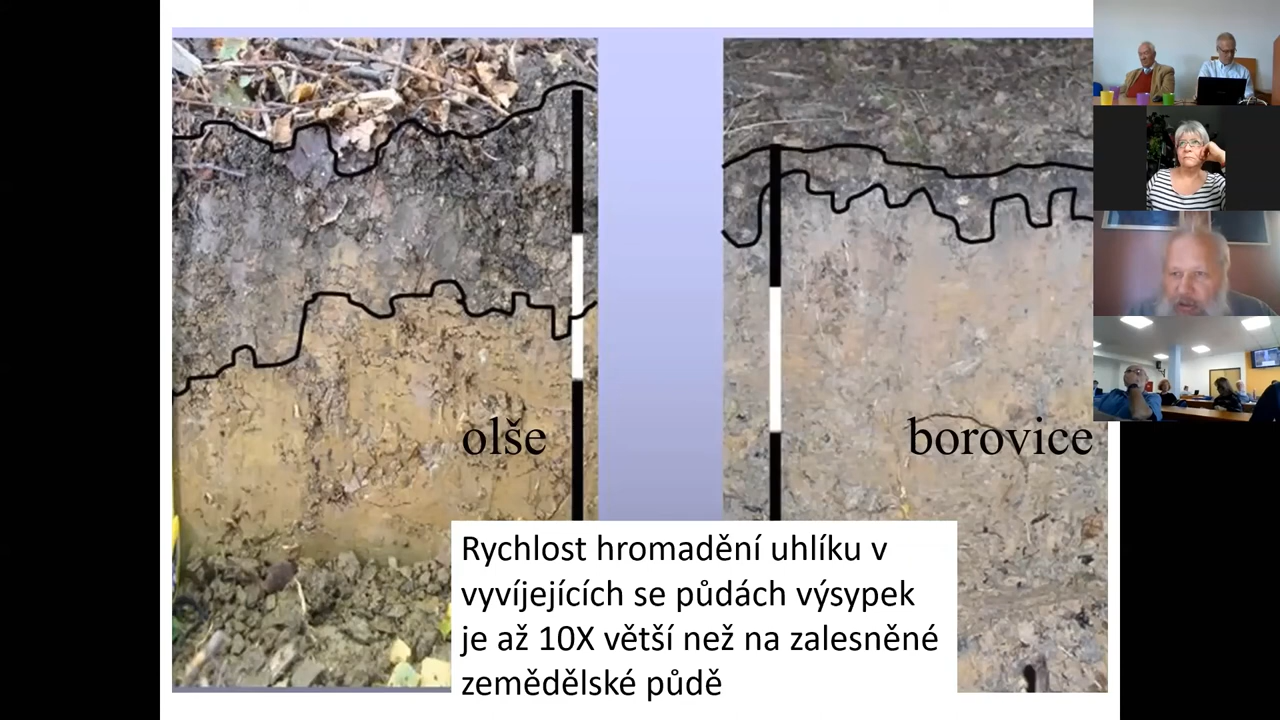 olše
borovice
Rychlost hromadění uhlíku v
vyvíjejících se půdách výsypek
je až 10X větší než na zalesněné
zemědělské půdě